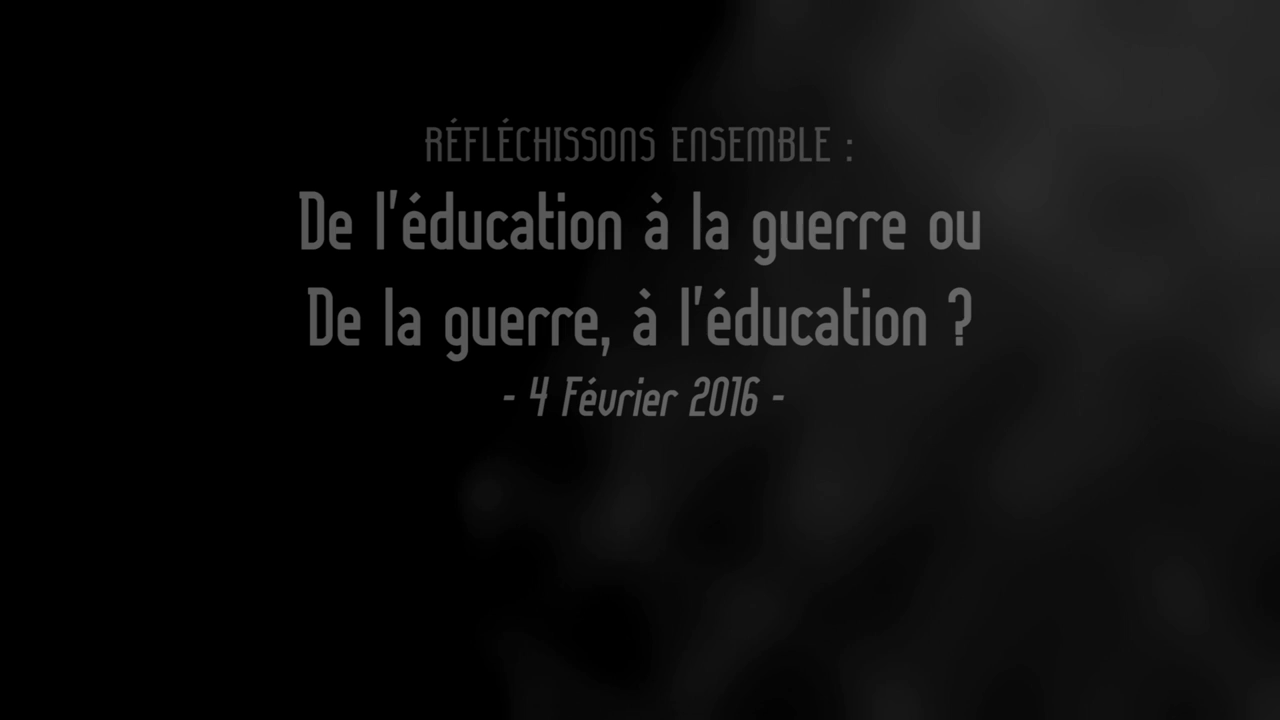 RÉFLÉCHISSONS ENSEMBLE :
De l'éducation à la guerre ou
De la guerre, à l'éducation ?
- 4 Février 2016 -